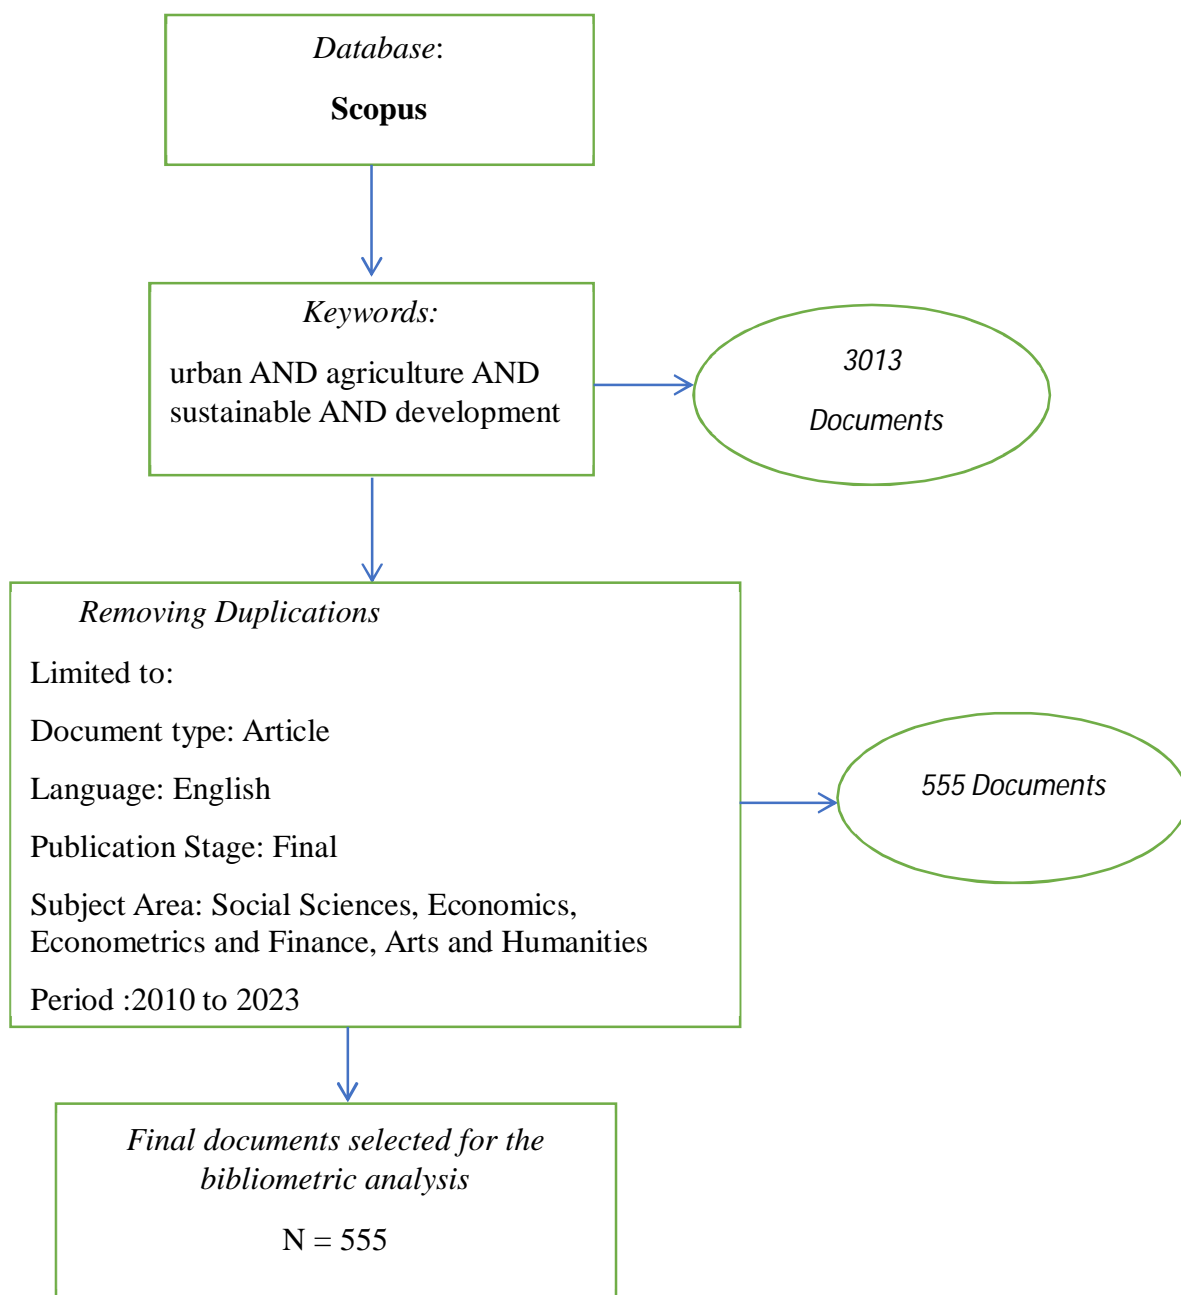 Database:
Scopus
Keywords:
urban AND agriculture AND
sustainable AND development
3013
Documents
Removing Duplications
Limited to:
Document type: Article
Language: English
Publication Stage: Final
Subject Area: Social Sciences, Economics,
Econometrics and Finance, Arts and Humanities
Period :2010 to 2023
555 Documents
Final documents selected for the
bibliometric analysis
N = 555